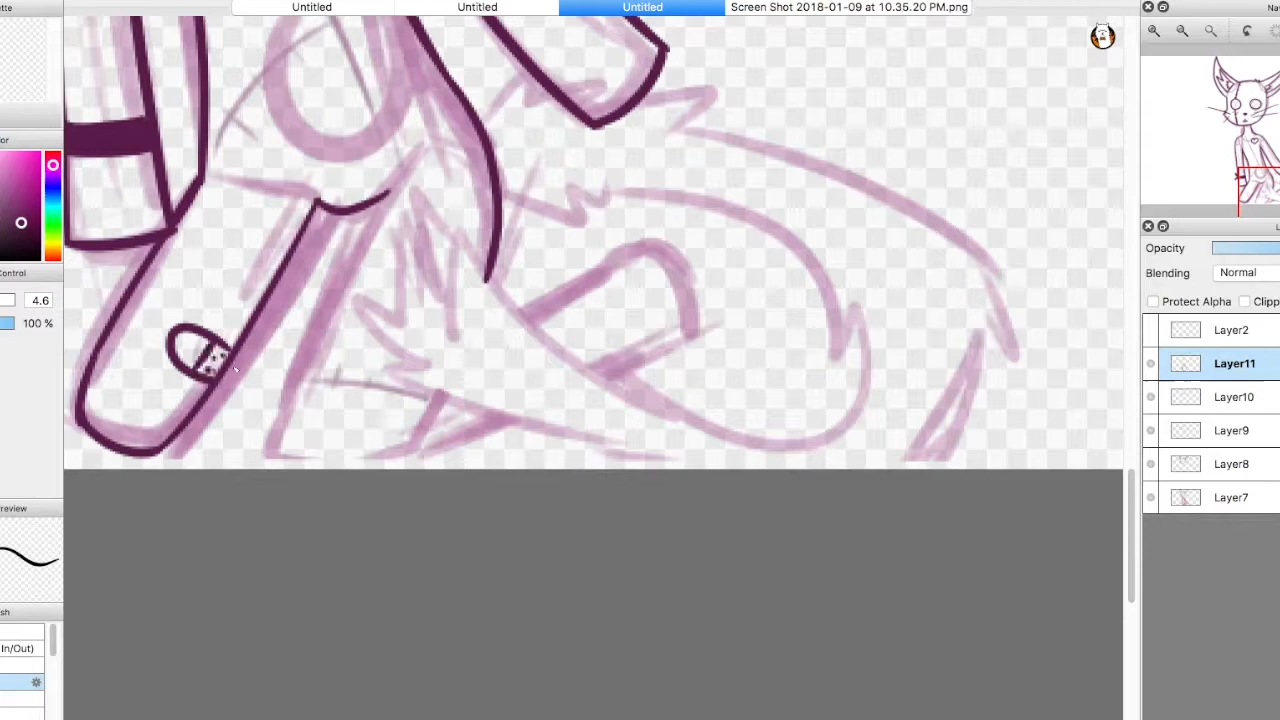 Untitled
Untitled
Untitled
Screen Shot 2018-01-09 at 10.35.20 PM.png
Opacity
Blending
Normal
Protect Alpha
Layer2
Layer11
Layer10
Layer9
Layer8
Layer7
Control
4.6
100 %
In/Out)